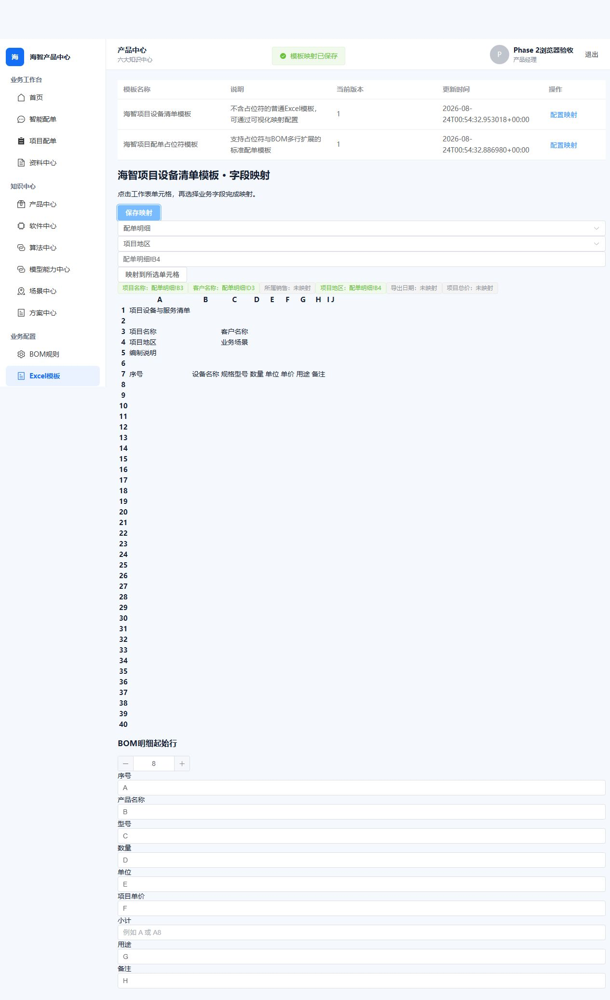 海
海智产品中心
业务工作台
首页
智能配单
项目配单
资料中心
知识中心
产品中心
软件中心
算法中心
模型能力中心
场景中心
方案中心
业务配置
BOM规则
Excel模板
产品中心
六大知识中心
模板映射已保存
P
Phase 2浏览器验收
产品经理
退出
模板名称 说明 当前版本 更新时间 操作
海智项目设备清单模板 不含占位符的普通Excel模板，可通过可视化映射配置 1 2026-08-24T00:54:32.953018+00:00 配置映射
海智项目配单占位符模板 支持占位符与BOM多行扩展的标准配单模板 1 2026-08-24T00:54:32.886980+00:00 配置映射
海智项目设备清单模板 · 字段映射
点击工作表单元格，再选择业务字段完成映射。
保存映射
配单明细
项目地区
配单明细!B4
映射到所选单元格
项目名称：配单明细!B3 客户名称：配单明细!D3 所属销售：未映射 项目地区：配单明细!B4 导出日期：未映射 项目总价：未映射
A B C D E F G H I J
1 项目设备与服务清单
2
3 项目名称 客户名称
4 项目地区 业务场景
5 编制说明
6
7 序号 设备名称 规格型号 数量 单位 单价 用途 备注
8
9
10
11
12
13
14
15
16
17
18
19
20
21
22
23
24
25
26
27
28
29
30
31
32
33
34
35
36
37
38
39
40
BOM明细起始行
8
序号
A
产品名称
B
型号
C
数量
D
单位
E
项目单价
F
小计
例如 A 或 A8
用途
G
备注
H